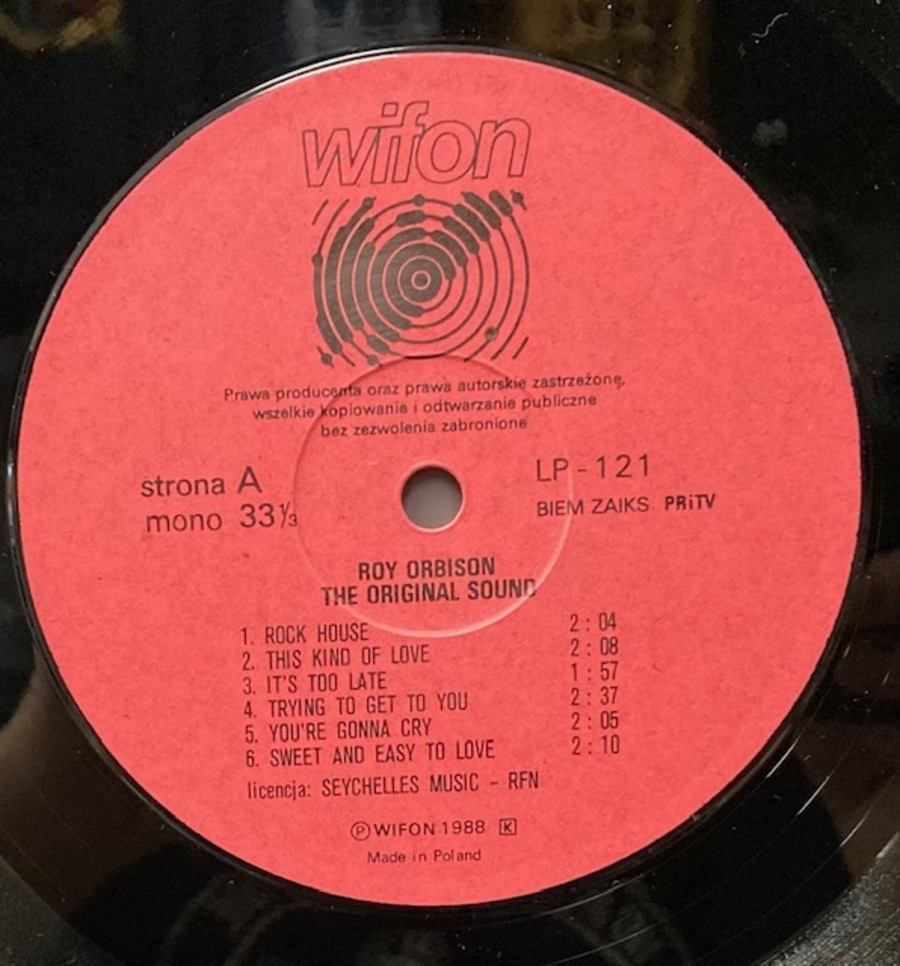 wifon
Prawa producenta oraz prawa autorskie zastrzeżone,
wszelkie kopiowanie i odtwarzanie publiczne
bez zezwolenia zabronione
strona A
mono 33⅓
LP-121
BIEM ZAIKS PRiTV
ROY ORBISON
THE ORIGINAL SOUND
1. ROCK HOUSE 2:04
2. THIS KIND OF LOVE 2:08
3. IT'S TOO LATE 1:57
4. TRYING TO GET TO YOU 2:37
5. YOU'RE GONNA CRY 2:05
6. SWEET AND EASY TO LOVE 2:10
licencja: SEYCHELLES MUSIC - RFN
Ⓟ WIFON 1988 K
Made in Poland